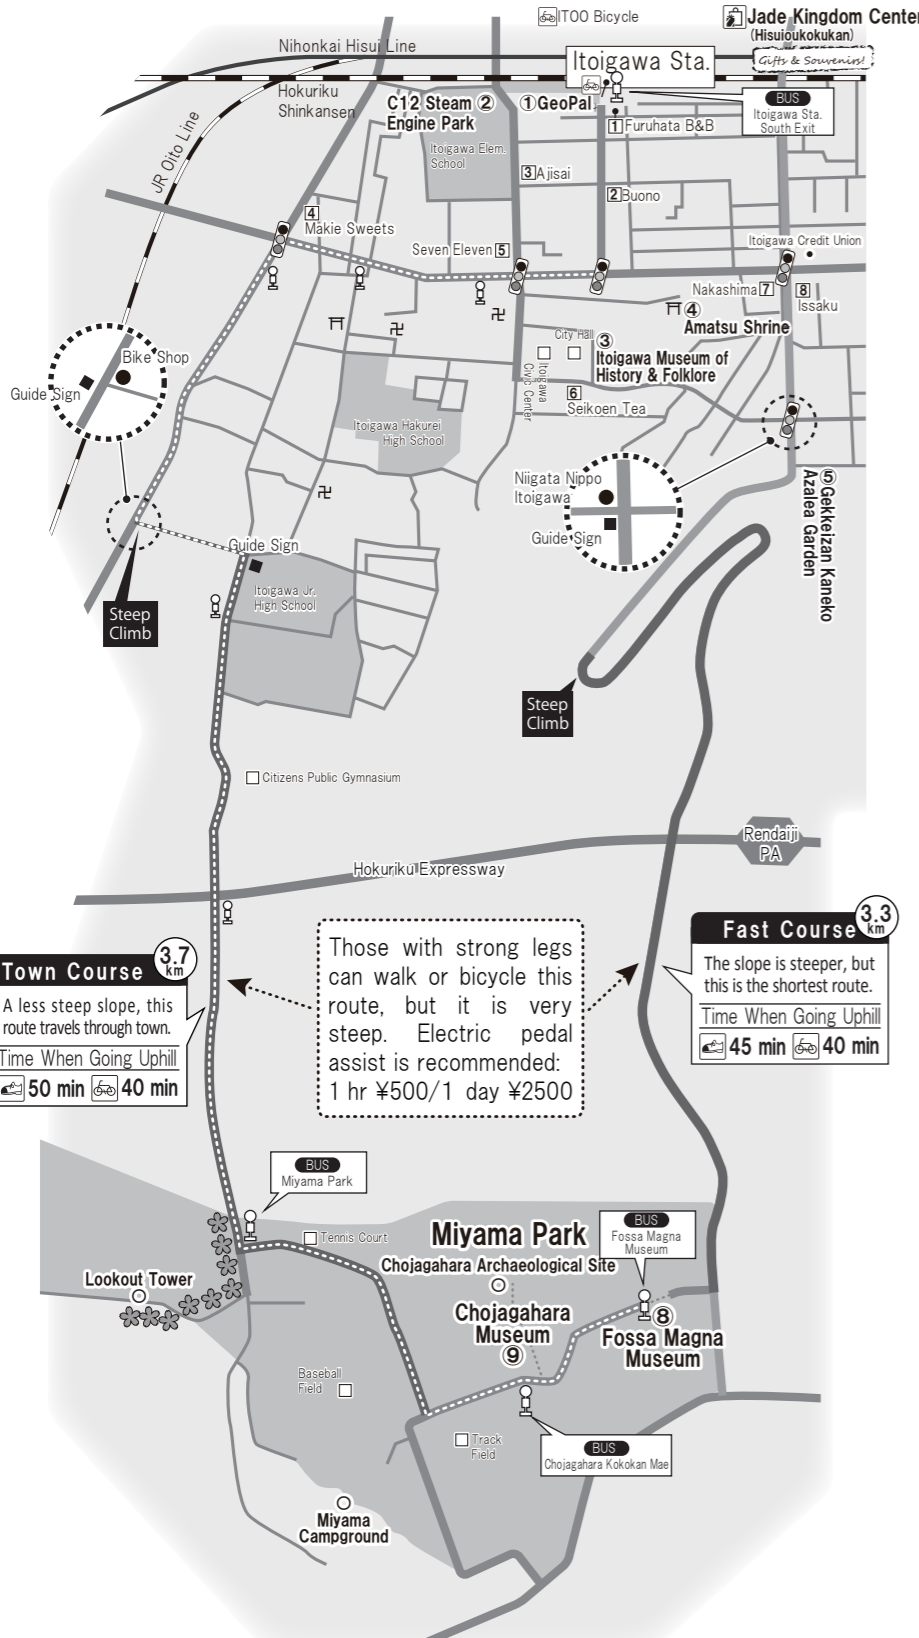 ITOO Bicycle
Jade Kingdom Center
(Hisuioukokukan)
Gifts & Souvenirs!
Nihonkai Hisui Line
Itoigawa Sta.
Hokuriku
Shinkansen
JR Oito Line
C12 Steam ②
Engine Park
①GeoPal
BUS
Itoigawa Sta.
South Exit
1 Furuhata B&B
Itoigawa Elem.
School
3 Ajisai
2 Buono
4
Makie Sweets
Seven Eleven 5
Itoigawa Credit Union
Nakashima 7
8
Issaku
④
Amatsu Shrine
卍
卍
City Hall
③
Itoigawa Museum of
History & Folklore
Itoigawa
Civic Center
6
Seikoen Tea
Bike Shop
Guide Sign
Itoigawa Hakurei
High School
卍
Niigata Nippo
Itoigawa
Guide Sign
⑤Gekkeizan Kaneko
Azalea Garden
Guide Sign
Itoigawa Jr.
High School
Steep
Climb
Steep
Climb
Citizens Public Gymnasium
Rendaiji
PA
Hokuriku Expressway
Town Course
3.7
km
A less steep slope, this
route travels through town.
Time When Going Uphill
50 min 40 min
Those with strong legs
can walk or bicycle this
route, but it is very
steep. Electric pedal
assist is recommended:
1 hr ¥500/1 day ¥2500
Fast Course
3.3
km
The slope is steeper, but
this is the shortest route.
Time When Going Uphill
45 min 40 min
BUS
Miyama Park
Tennis Court
Miyama Park
Chojagahara Archaeological Site
BUS
Fossa Magna
Museum
Lookout Tower
Chojagahara
Museum
⑨
⑧
Fossa Magna
Museum
Baseball
Field
Track
Field
BUS
Chojagahara Kokokan Mae
Miyama
Campground